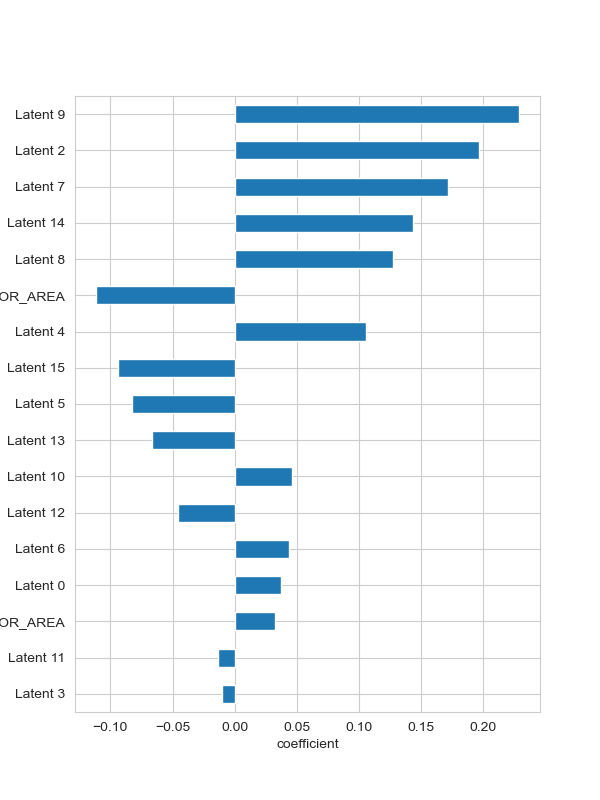 Latent 9
Latent 2
Latent 7
Latent 14
Latent 8
OR_AREA
Latent 4
Latent 15
Latent 5
Latent 13
Latent 10
Latent 12
Latent 6
Latent 0
OR_AREA
Latent 11
Latent 3
−0.10 −0.05 0.00 0.05 0.10 0.15 0.20
coefficient